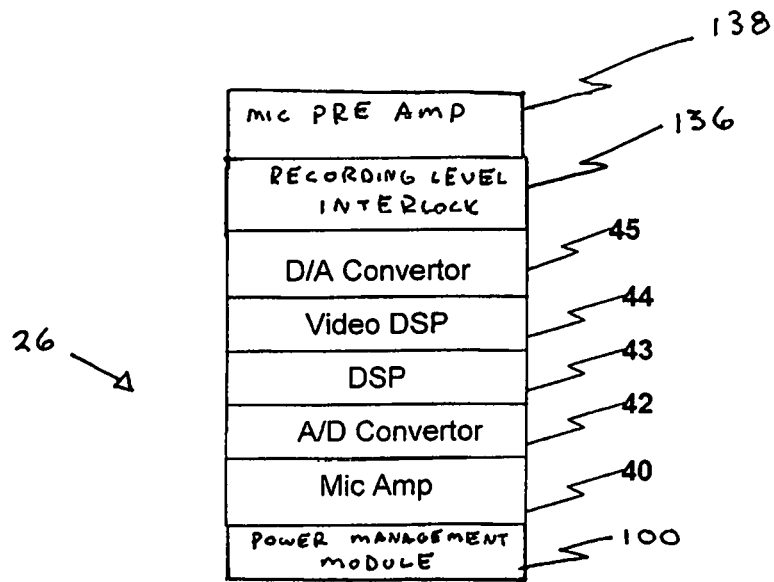 138
mic PRE AMP
136
RECORDING LEVEL
INTERLOCK
45
D/A Convertor
44
Video DSP
26
43
DSP
42
A/D Convertor
40
Mic Amp
POWER MANAGEMENT
MODULE
100